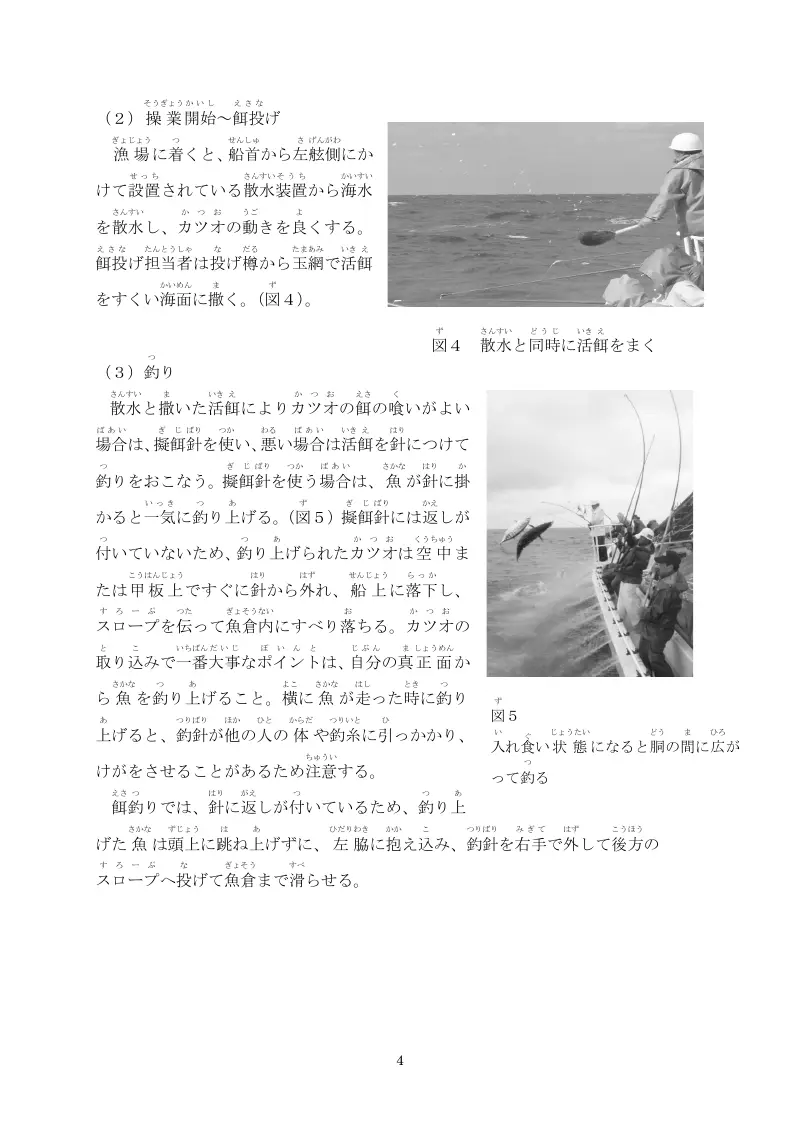 （２）操業開始～餌投げ
漁場に着くと、船首から左舷側にか
けて設置されている散水装置から海水
を散水し、カツオの動きを良くする。
餌投げ担当者は投げ樽から玉網で活餌
をすくい海面に撒く。（図４）。
図４　散水と同時に活餌をまく
（３）釣り
散水と撒いた活餌によりカツオの餌の喰いがよい
場合は、擬餌針を使い、悪い場合は活餌を針につけて
釣りをおこなう。擬餌針を使う場合は、魚が針に掛
かると一気に釣り上げる。（図５）擬餌針には返しが
付いていないため、釣り上げられたカツオは空中ま
たは甲板上ですぐに針から外れ、船上に落下し、
スロープを伝って魚倉内にすべり落ちる。カツオの
取り込みで一番大事なポイントは、自分の真正面か
ら魚を釣り上げること。横に魚が走った時に釣り
上げると、釣針が他の人の体や釣糸に引っかかり、
けがをさせることがあるため注意する。
図５
入れ食い状態になると胴の間に広が
って釣る
餌釣りでは、針に返しが付いているため、釣り上
げた魚は頭上に跳ね上げずに、左脇に抱え込み、釣針を右手で外して後方の
スロープへ投げて魚倉まで滑らせる。
4